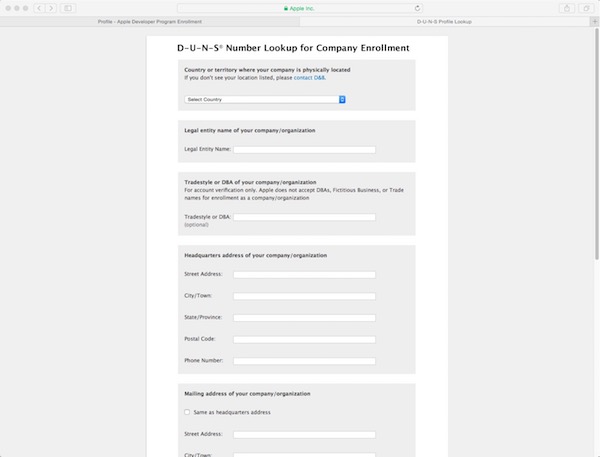 Apple Inc.
Profile - Apple Developer Program Enrollment
D-U-N-S Profile Lookup
D-U-N-S® Number Lookup for Company Enrollment
Country or territory where your company is physically located
If you don't see your location listed, please contact D&B.
Select Country
Legal entity name of your company/organization
Legal Entity Name:
Tradestyle or DBA of your company/organization
For account verification only. Apple does not accept DBAs, Fictitious Business, or Trade
names for enrollment as a company/organization
Tradestyle or DBA:
(optional)
Headquarters address of your company/organization
Street Address:
City/Town:
State/Province:
Postal Code:
Phone Number:
Mailing address of your company/organization
Same as headquarters address
Street Address:
City/Town: